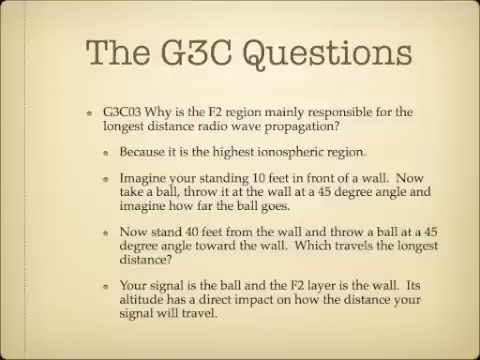 The G3C Questions
G3C03 Why is the F2 region mainly responsible for the
longest distance radio wave propagation?
Because it is the highest ionospheric region.
Imagine your standing 10 feet in front of a wall. Now
take a ball, throw it at the wall at a 45 degree angle and
imagine how far the ball goes.
Now stand 40 feet from the wall and throw a ball at a 45
degree angle toward the wall. Which travels the longest
distance?
Your signal is the ball and the F2 layer is the wall. Its
altitude has a direct impact on how the distance your
signal will travel.